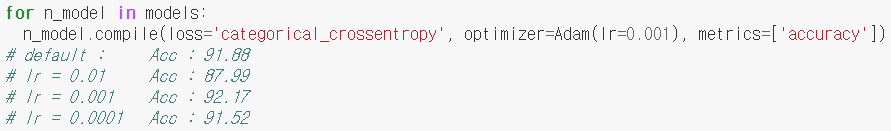 for n_model in models:
  n_model.compile(loss='categorical_crossentropy', optimizer=Adam(lr=0.001), metrics=['accuracy'])
# default :     Acc : 91.88
# lr = 0.01     Acc : 87.99
# lr = 0.001    Acc : 92.17
# lr = 0.0001   Acc : 91.52